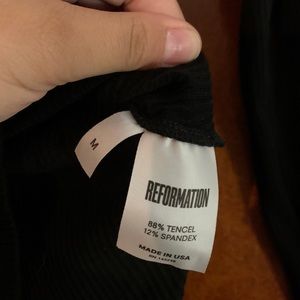 M
REFORMATION
88% TENCEL
12% SPANDEX
MADE IN USA